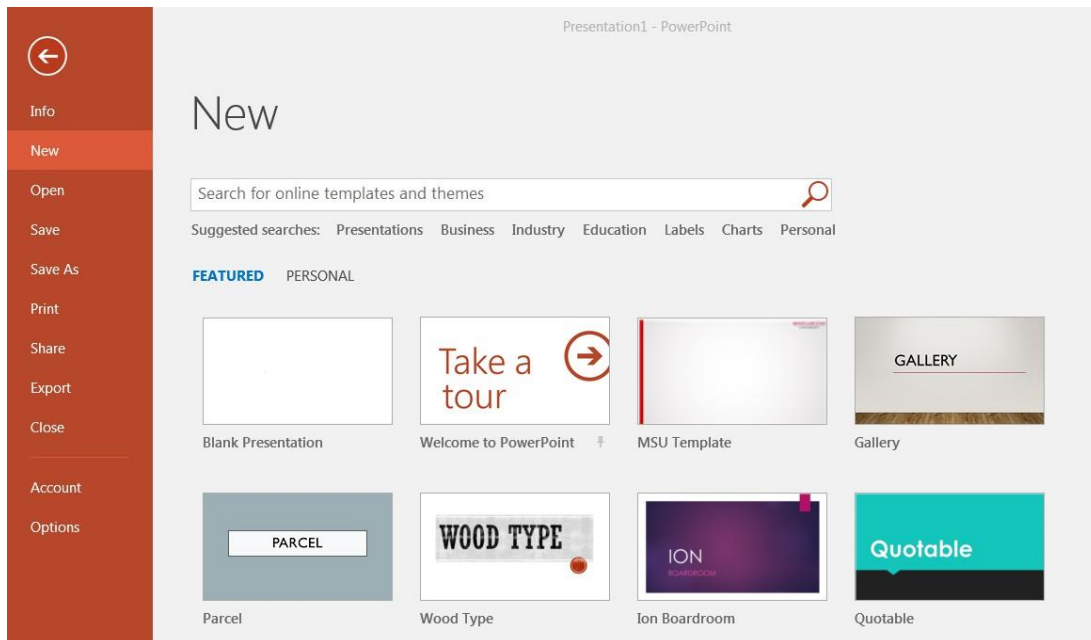 Presentation1 - PowerPoint
Info
New
Open
Save
Save As
Print
Share
Export
Close
Account
Options
New
Search for online templates and themes
Suggested searches: Presentations Business Industry Education Labels Charts Personal
FEATURED PERSONAL
Take a
tour
GALLERY
Blank Presentation Welcome to PowerPoint MSU Template Gallery
PARCEL
WOOD TYPE
ION
BOARDROOM
Quotable
Parcel Wood Type Ion Boardroom Quotable